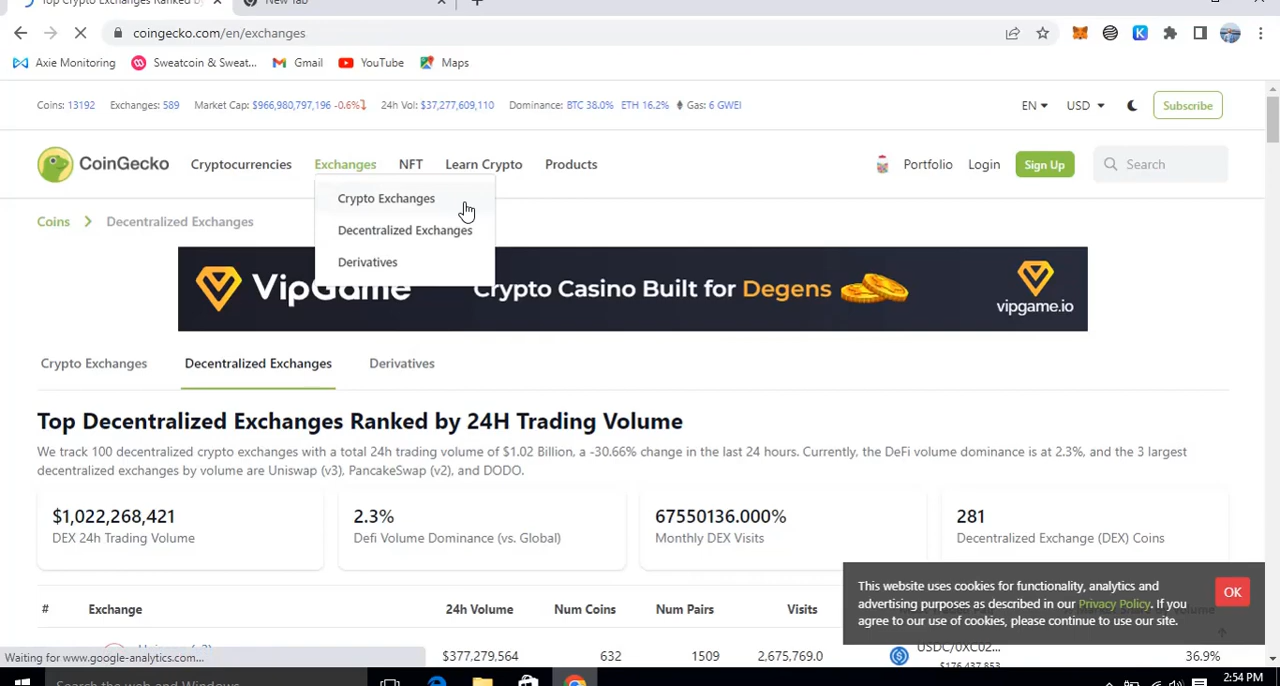 Top Crypto Exchanges Ranked b
New Tab
coingecko.com/en/exchanges
Axie Monitoring
Sweatcoin & Sweat...
Gmail
YouTube
Maps
Coins: 13192
Exchanges: 589
Market Cap: $966,980,797,196 -0.6%
24h Vol: $37,277,609,110
Dominance: BTC 38.0% ETH 16.2%
Gas: 6 GWEI
EN
USD
Subscribe
CoinGecko
Cryptocurrencies
Exchanges
NFT
Learn Crypto
Products
Portfolio
Login
Sign Up
Search
Crypto Exchanges
Decentralized Exchanges
Derivatives
Coins
Decentralized Exchanges
VipGame
Crypto Casino Built for Degens
vipgame.io
Crypto Exchanges
Decentralized Exchanges
Derivatives
Top Decentralized Exchanges Ranked by 24H Trading Volume
We track 100 decentralized crypto exchanges with a total 24h trading volume of $1.02 Billion, a -30.66% change in the last 24 hours. Currently, the DeFi volume dominance is at 2.3%, and the 3 largest
decentralized exchanges by volume are Uniswap (v3), PancakeSwap (v2), and DODO.
$1,022,268,421
DEX 24h Trading Volume
2.3%
Defi Volume Dominance (vs. Global)
67550136.000%
Monthly DEX Visits
281
Decentralized Exchange (DEX) Coins
#
Exchange
24h Volume
Num Coins
Num Pairs
Visits
This website uses cookies for functionality, analytics and
advertising purposes as described in our Privacy Policy. If you
agree to our use of cookies, please continue to use our site.
OK
$377,279,564
632
1509
2,675,769.0
USDC/0XC02...
$176,437,853
36.9%
Waiting for www.google-analytics.com...
Search the web and Windows
2:54 PM